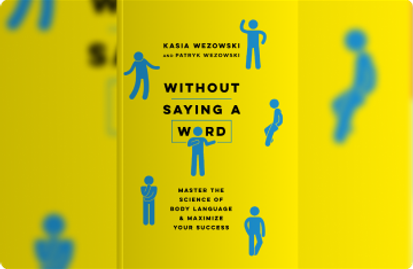 KASIA WEZOWSKI
AND PATRYK WEZOWSKI
WITHOUT
SAYING A
WORD
MASTER THE
SCIENCE OF
BODY LANGUAGE
& MAXIMIZE
YOUR SUCCESS